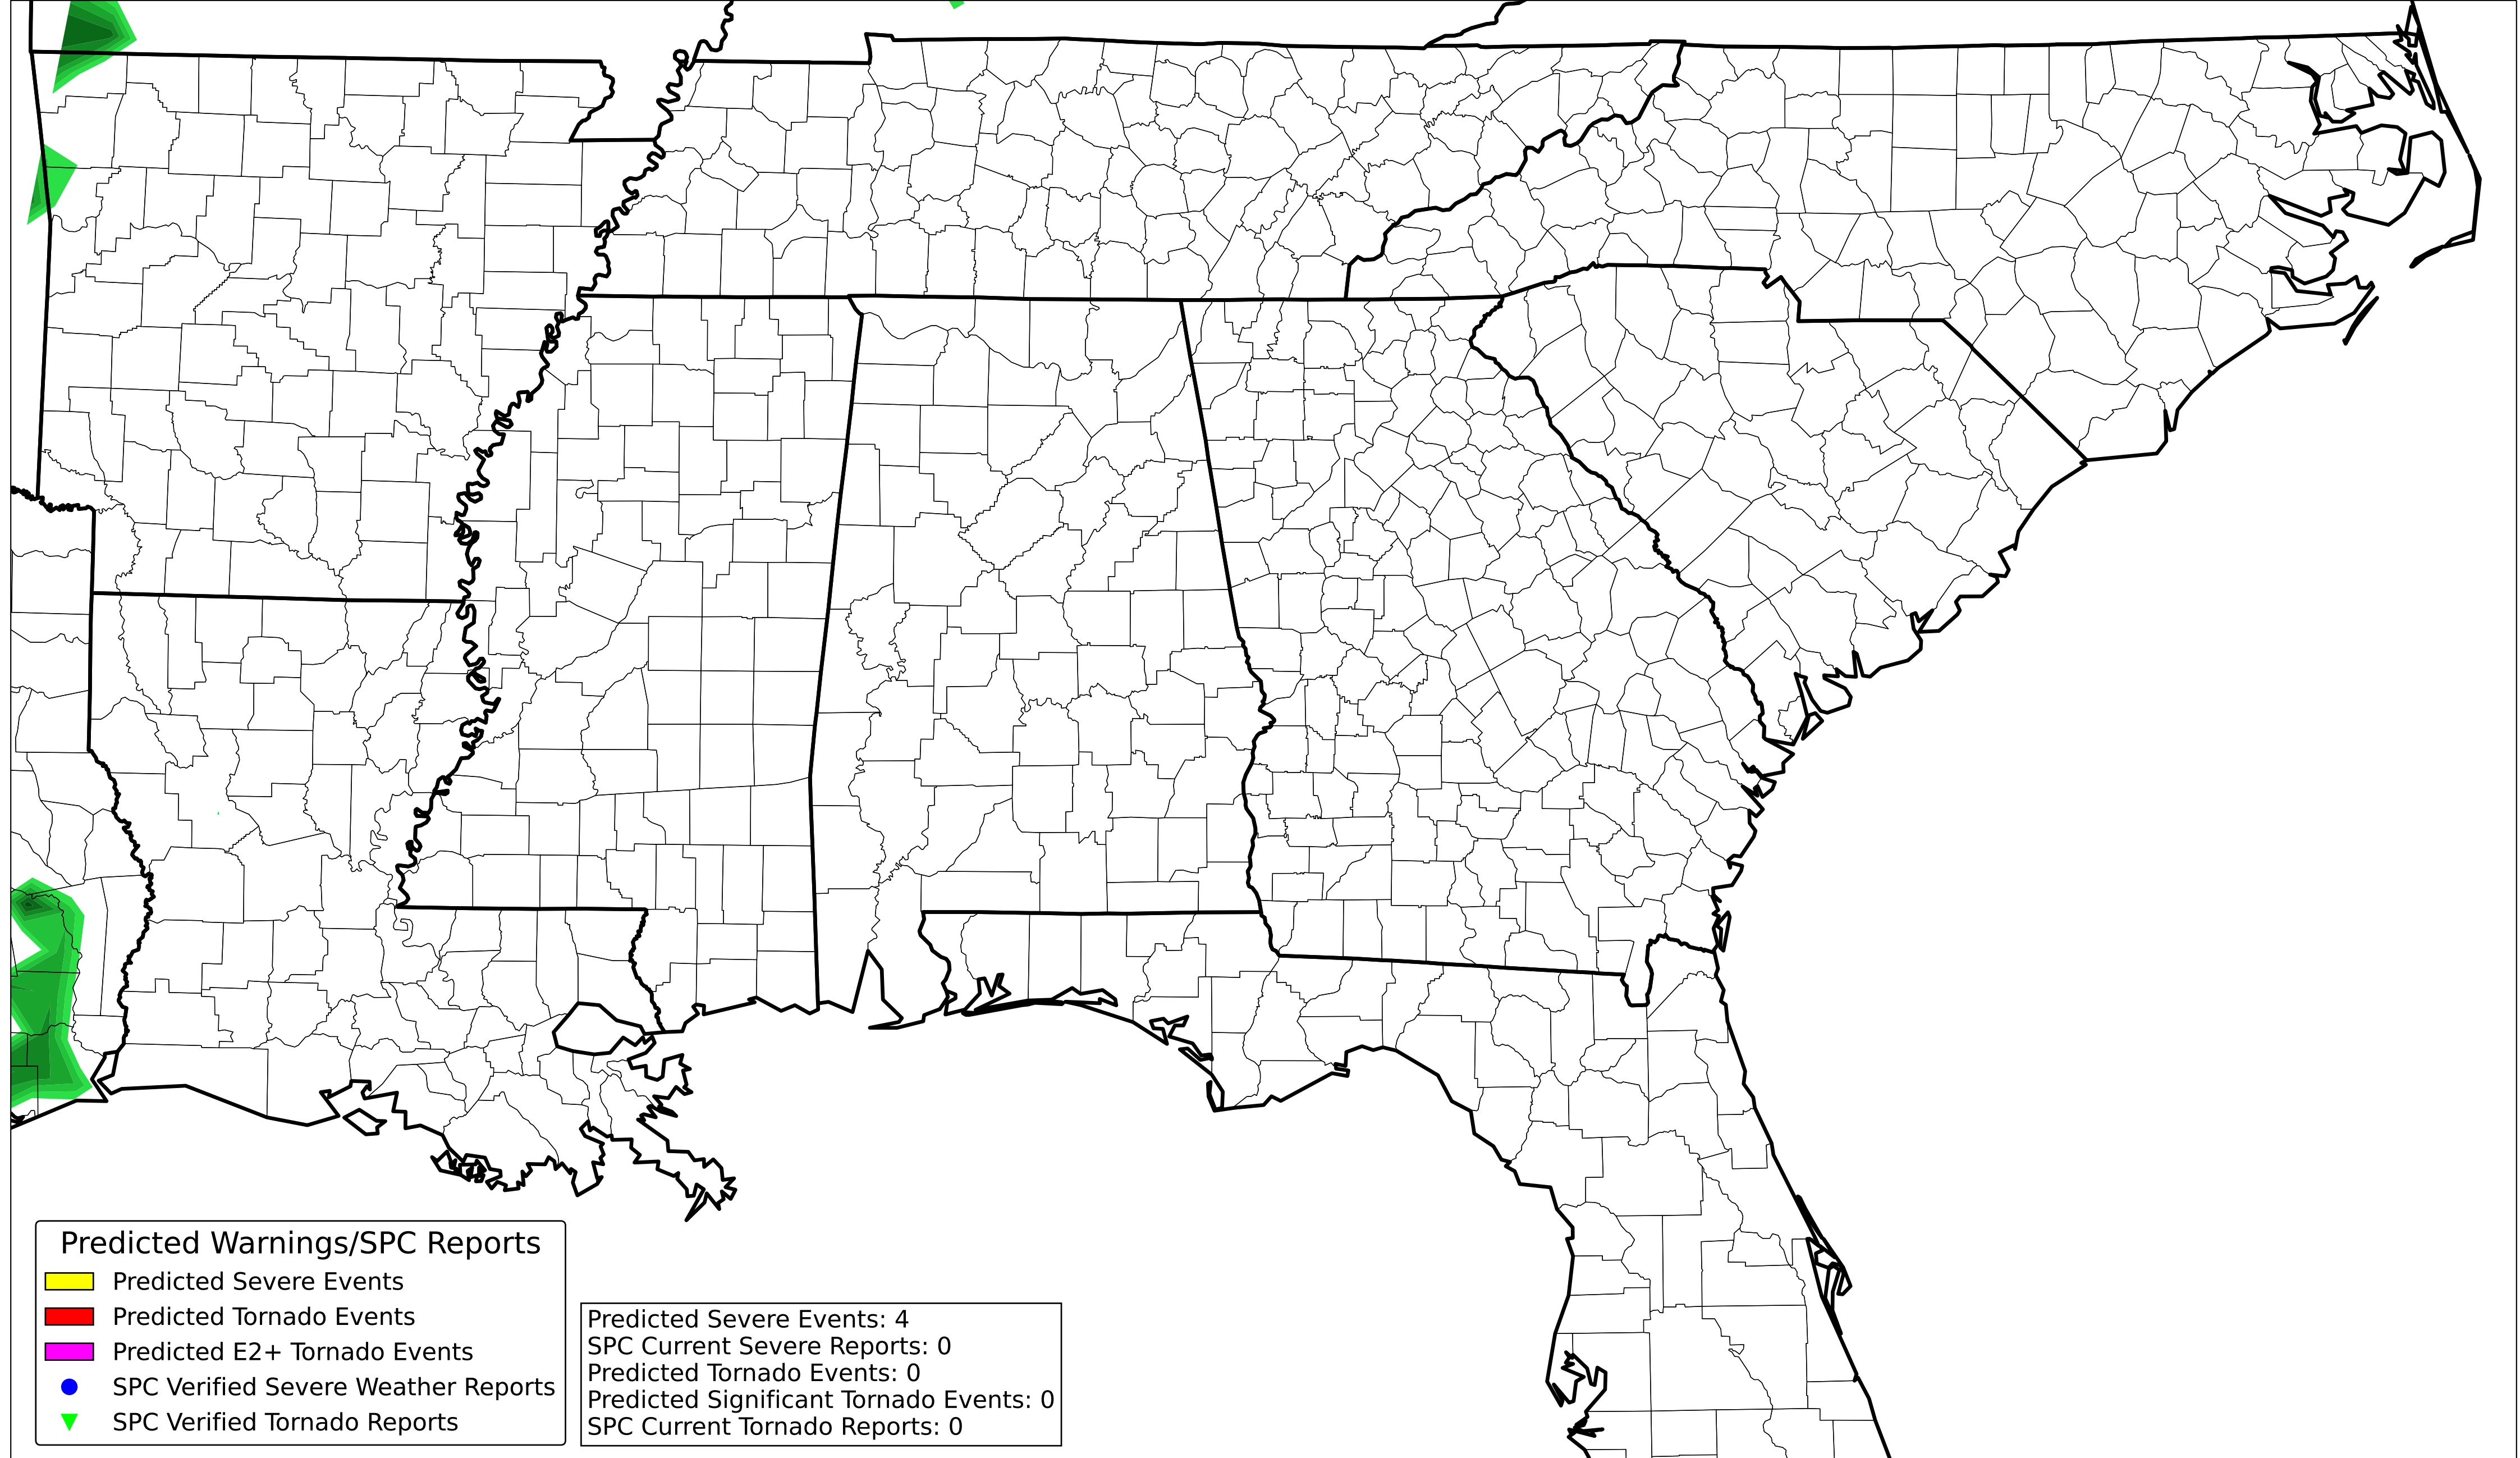 Predicted Warnings/SPC Reports
Predicted Severe Events
Predicted Tornado Events
Predicted E2+ Tornado Events
SPC Verified Severe Weather Reports
SPC Verified Tornado Reports
Predicted Severe Events: 4
SPC Current Severe Reports: 0
Predicted Tornado Events: 0
Predicted Significant Tornado Events: 0
SPC Current Tornado Reports: 0